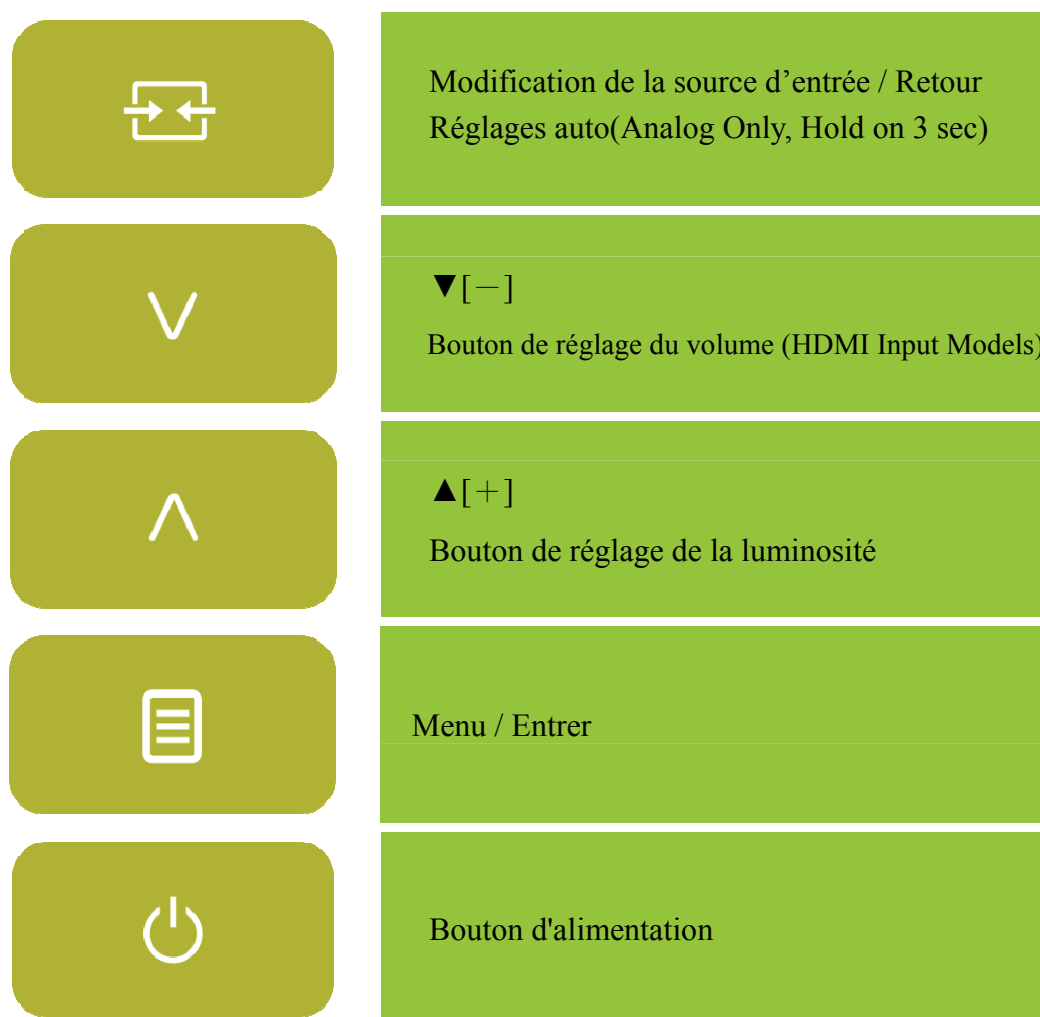 Modification de la source d’entrée / Retour
Réglages auto(Analog Only, Hold on 3 sec)
▼[－]
Bouton de réglage du volume (HDMI Input Models)
▲[＋]
Bouton de réglage de la luminosité
Menu / Entrer
Bouton d'alimentation